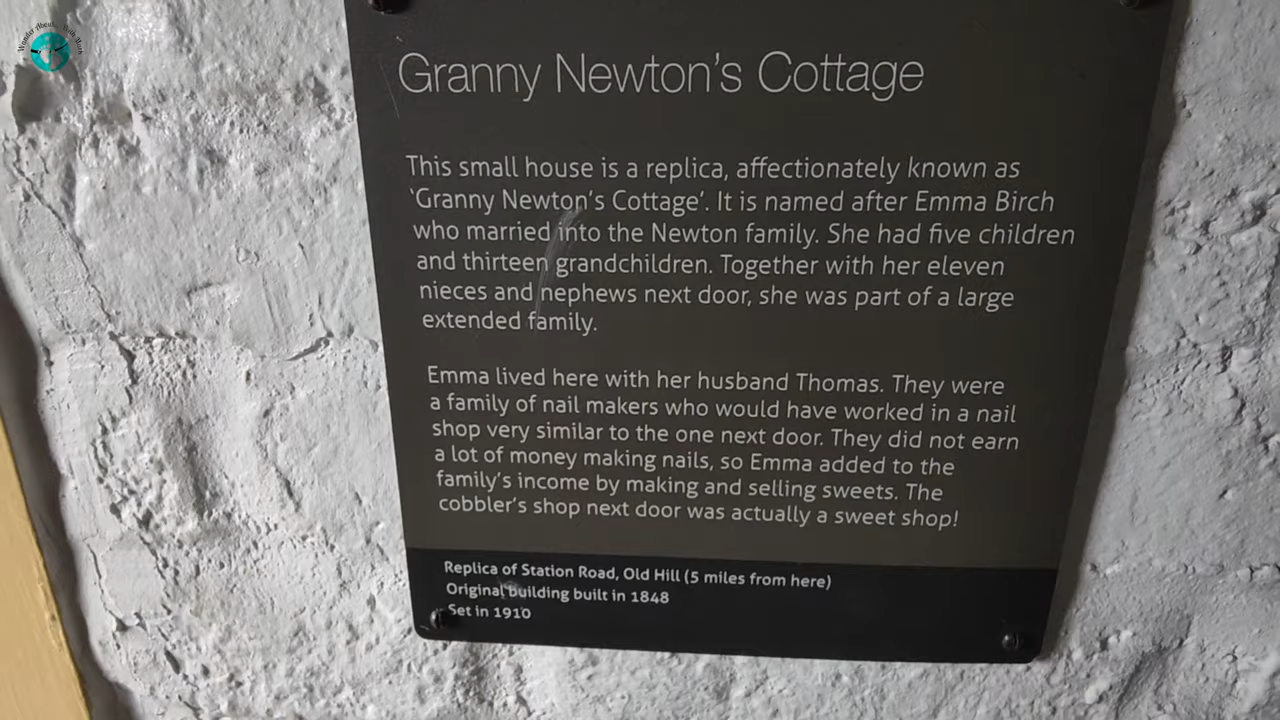 Wander About... With Mark
Granny Newton's Cottage
This small house is a replica, affectionately known as
'Granny Newton's Cottage'. It is named after Emma Birch
who married into the Newton family. She had five children
and thirteen grandchildren. Together with her eleven
nieces and nephews next door, she was part of a large
extended family.
Emma lived here with her husband Thomas. They were
a family of nail makers who would have worked in a nail
shop very similar to the one next door. They did not earn
a lot of money making nails, so Emma added to the
family's income by making and selling sweets. The
cobbler's shop next door was actually a sweet shop!
Replica of Station Road, Old Hill (5 miles from here)
Original building built in 1848
Set in 1910